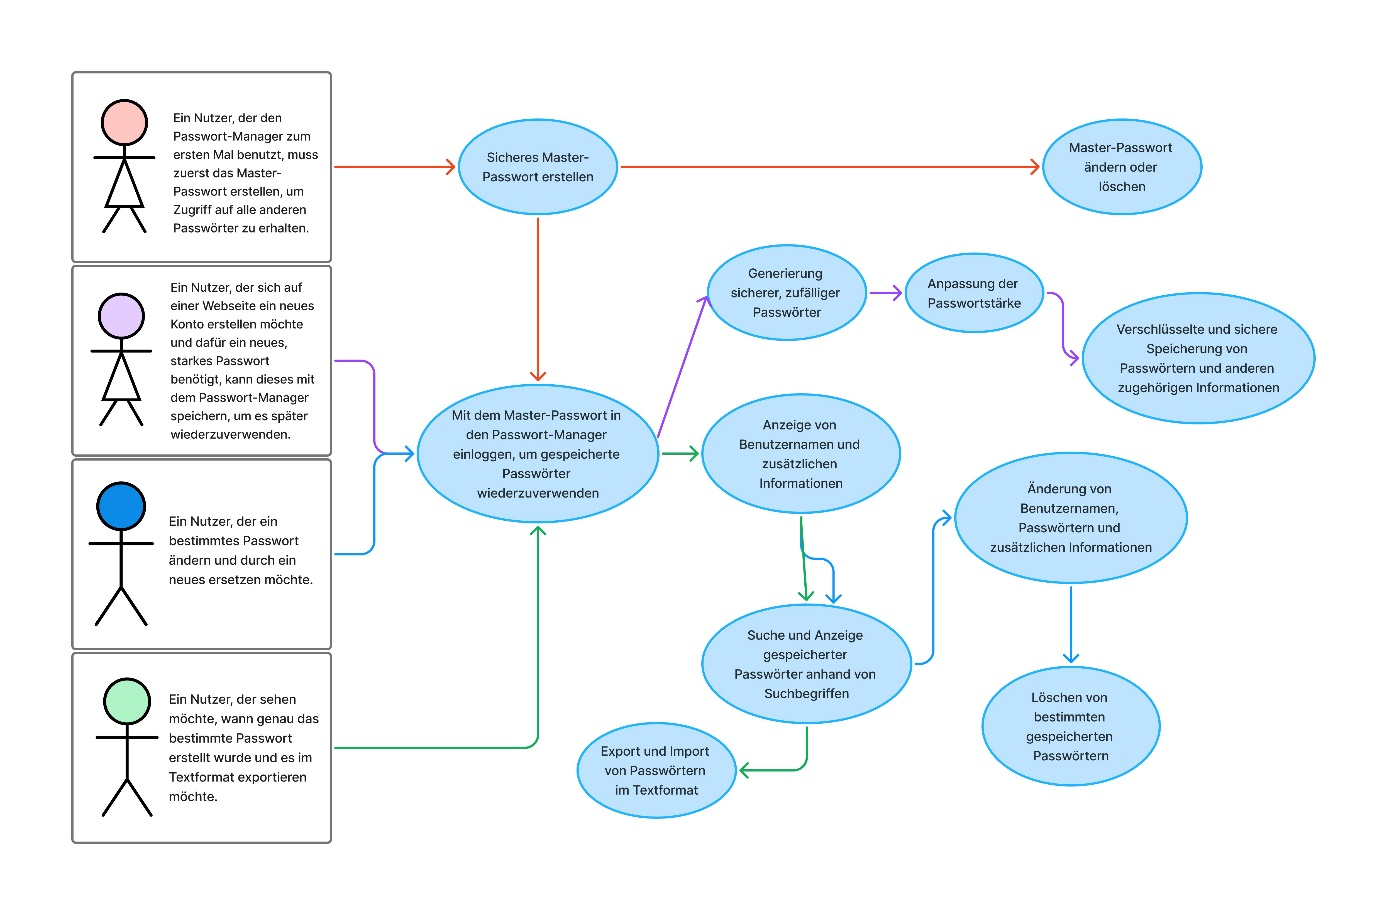 Ein Nutzer, der den
Passwort-Manager zum
ersten Mal benutzt, muss
zuerst das Master-
Passwort erstellen, um
Zugriff auf alle anderen
Passwörter zu erhalten.
Ein Nutzer, der sich auf
einer Webseite ein neues
Konto erstellen möchte
und dafür ein neues,
starkes Passwort
benötigt, kann dieses mit
dem Passwort-Manager
speichern, um es später
wiederzuverwenden.
Ein Nutzer, der ein
bestimmtes Passwort
ändern und durch ein
neues ersetzen möchte.
Ein Nutzer, der sehen
möchte, wann genau das
bestimmte Passwort
erstellt wurde und es im
Textformat exportieren
möchte.
Sicheres Master-
Passwort erstellen
Master-Passwort
ändern oder
löschen
Generierung
sicherer, zufälliger
Passwörter
Anpassung der
Passwortstärke
Verschlüsselte und sichere
Speicherung von
Passwörtern und anderen
zugehörigen Informationen
Mit dem Master-Passwort in
den Passwort-Manager
einloggen, um gespeicherte
Passwörter
wiederzuverwenden
Anzeige von
Benutzernamen und
zusätzlichen
Informationen
Änderung von
Benutzernamen,
Passwörtern und
zusätzlichen Informationen
Suche und Anzeige
gespeicherter
Passwörter anhand von
Suchbegriffen
Löschen von
bestimmten
gespeicherten
Passwörtern
Export und Import
von Passwörtern
im Textformat